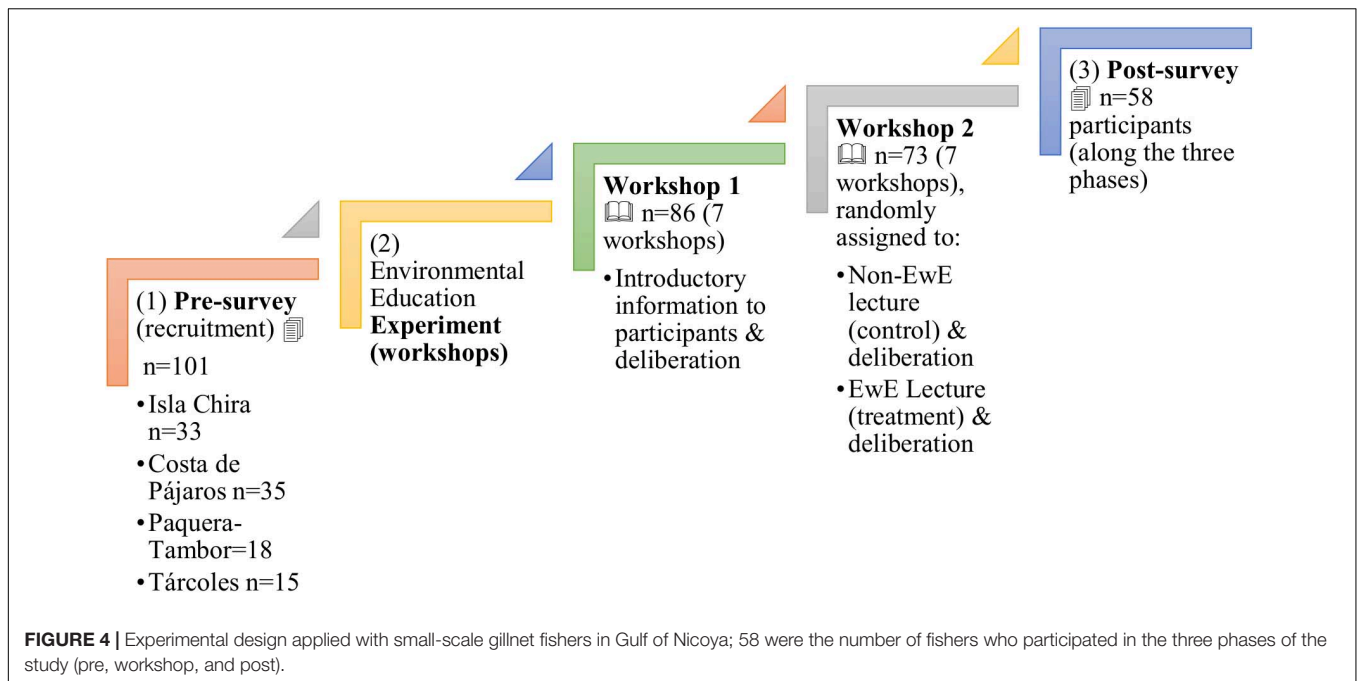 (1) Pre-survey
(recruitment)
n=101
•Isla Chira
n=33
•Costa de
Pájaros n=35
•Paquera-
Tambor=18
•Tárcoles n=15
(2)
Environmental
Education
Experiment
(workshops)
Workshop 1
n=86 (7
workshops)
•Introductory
information to
participants &
deliberation
Workshop 2
n=73 (7
workshops),
randomly
assigned to:
•Non-EwE
lecture
(control) &
deliberation
•EwE Lecture
(treatment) &
deliberation
(3) Post-survey
n=58
participants
(along the three
phases)
FIGURE 4 | Experimental design applied with small-scale gillnet fishers in Gulf of Nicoya; 58 were the number of fishers who participated in the three phases of the
study (pre, workshop, and post).